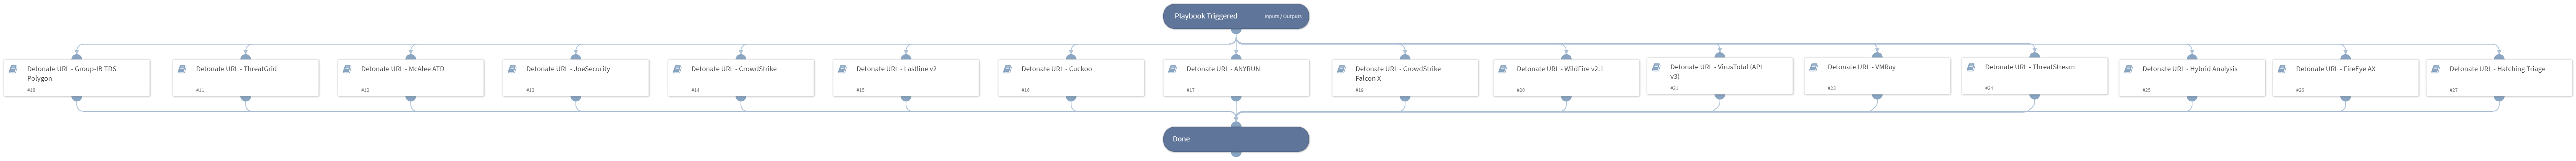 Playbook Triggered
Inputs / Outputs
Detonate URL - Group-IB TDS
Polygon
#18
Detonate URL - ThreatGrid
#11
Detonate URL - McAfee ATD
#12
Detonate URL - JoeSecurity
#13
Detonate URL - CrowdStrike
#14
Detonate URL - Lastline v2
#15
Detonate URL - Cuckoo
#16
Detonate URL - ANYRUN
#17
Detonate URL - CrowdStrike
Falcon X
#19
Detonate URL - WildFire v2.1
#20
Detonate URL - VirusTotal (API
v3)
#21
Detonate URL - VMRay
#23
Detonate URL - ThreatStream
#24
Detonate URL - Hybrid Analysis
#25
Detonate URL - FireEye AX
#26
Detonate URL - Hatching Triage
#27
Done